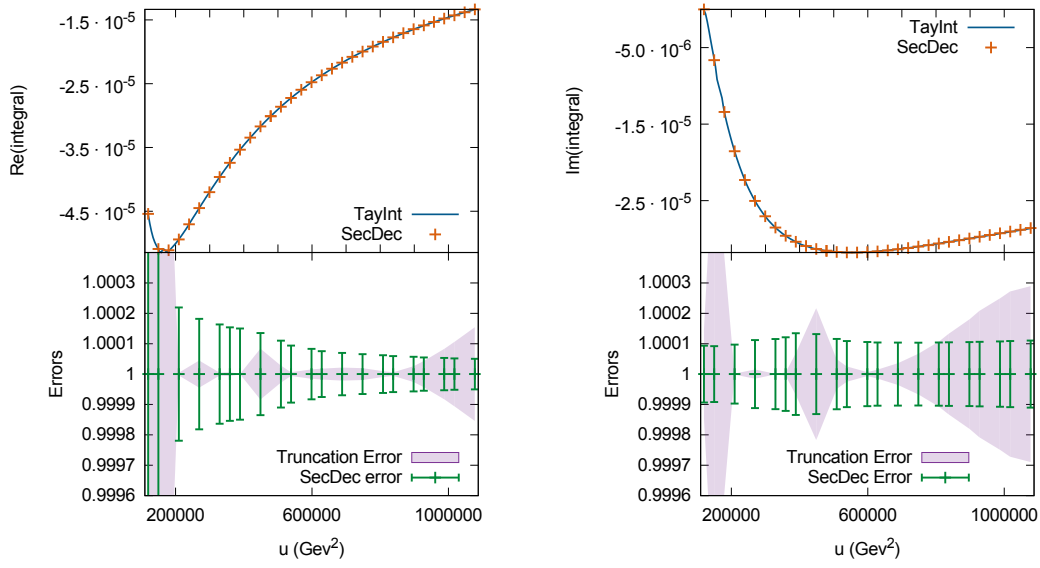 -1.5 · 10-5
-2.5 · 10-5
-3.5 · 10-5
-4.5 · 10-5
Re(integral)
TayInt
SecDec
1.0003
1.0002
1.0001
1
0.9999
0.9998
0.9997
0.9996
Errors
Truncation Error
SecDec error
200000 600000 1000000
u (Gev²)
TayInt
SecDec
-5.0 · 10-6
-1.5 · 10-5
-2.5 · 10-5
Im(integral)
1.0003
1.0002
1.0001
1
0.9999
0.9998
0.9997
0.9996
Errors
Truncation Error
SecDec Error
200000 600000 1000000
u (Gev²)